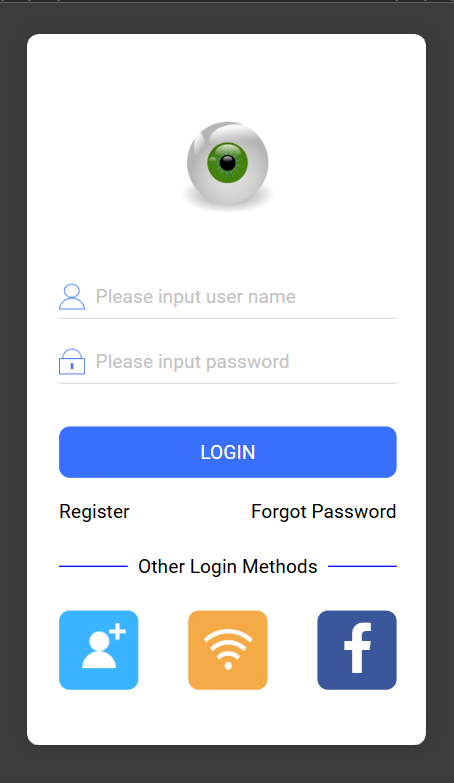 Please input user name
Please input password
LOGIN
Register Forgot Password
Other Login Methods